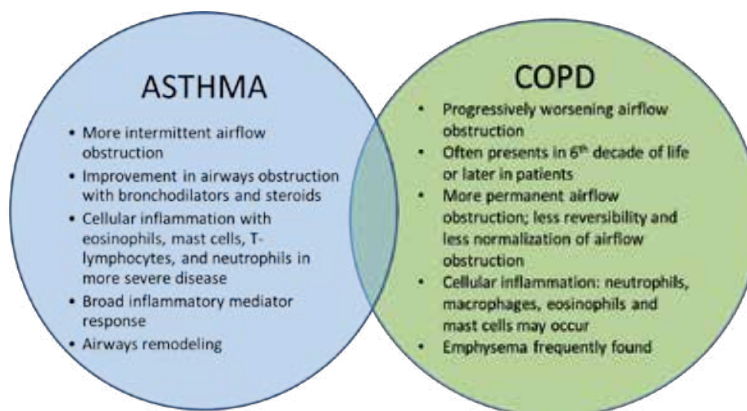 ASTHMA
• More intermittent airflow
obstruction
• Improvement in airways obstruction
with bronchodilators and steroids
• Cellular inflammation with
eosinophils, mast cells, T-
lymphocytes, and neutrophils in
more severe disease
• Broad inflammatory mediator
response
• Airways remodeling
COPD
• Progressively worsening airflow
obstruction
• Often presents in 6th decade of life
or later in patients
• More permanent airflow
obstruction; less reversibility and
less normalization of airflow
obstruction
• Cellular inflammation: neutrophils,
macrophages, eosinophils and
mast cells may occur
• Emphysema frequently found